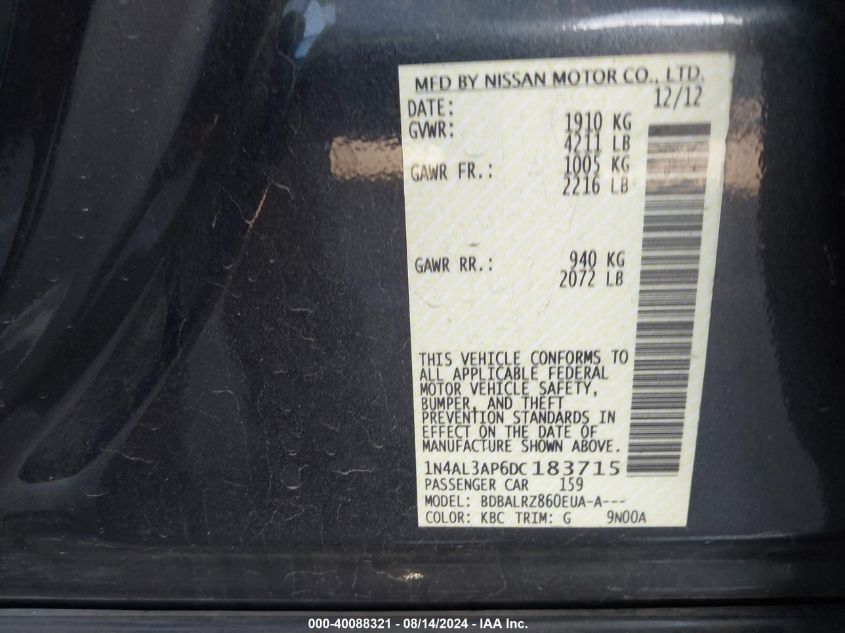 MFD BY NISSAN MOTOR CO., LTD.
DATE: 12/12
GVWR: 1910 KG
4211 LB
GAWR FR.: 1005 KG
2216 LB
GAWR RR.: 940 KG
2072 LB
THIS VEHICLE CONFORMS TO
ALL APPLICABLE FEDERAL
MOTOR VEHICLE SAFETY,
BUMPER, AND THEFT
PREVENTION STANDARDS IN
EFFECT ON THE DATE OF
MANUFACTURE SHOWN ABOVE.
1N4AL3AP6DC183715
PASSENGER CAR 159
MODEL: BDBALRZ860EUA-A---
COLOR: KBC TRIM: G 9N00A
000-40088321 - 08/14/2024 - IAA Inc.